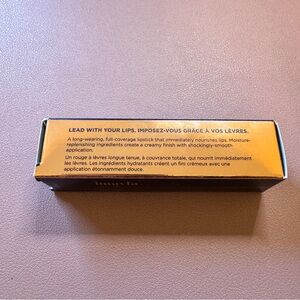 LEAD WITH YOUR LIPS. IMPOSEZ-VOUS GRÂCE À VOS LÈVRES.
A long-wearing, full-coverage lipstick that immediately nourishes lips. Moisture-
replenishing ingredients create a creamy finish with shockingly-smooth
application.
Un rouge à lèvres longue tenue, à couvrance totale, qui nourrit immédiatement
les lèvres. Les ingrédients hydratants créent un fini crémeux avec une
application étonnamment douce.